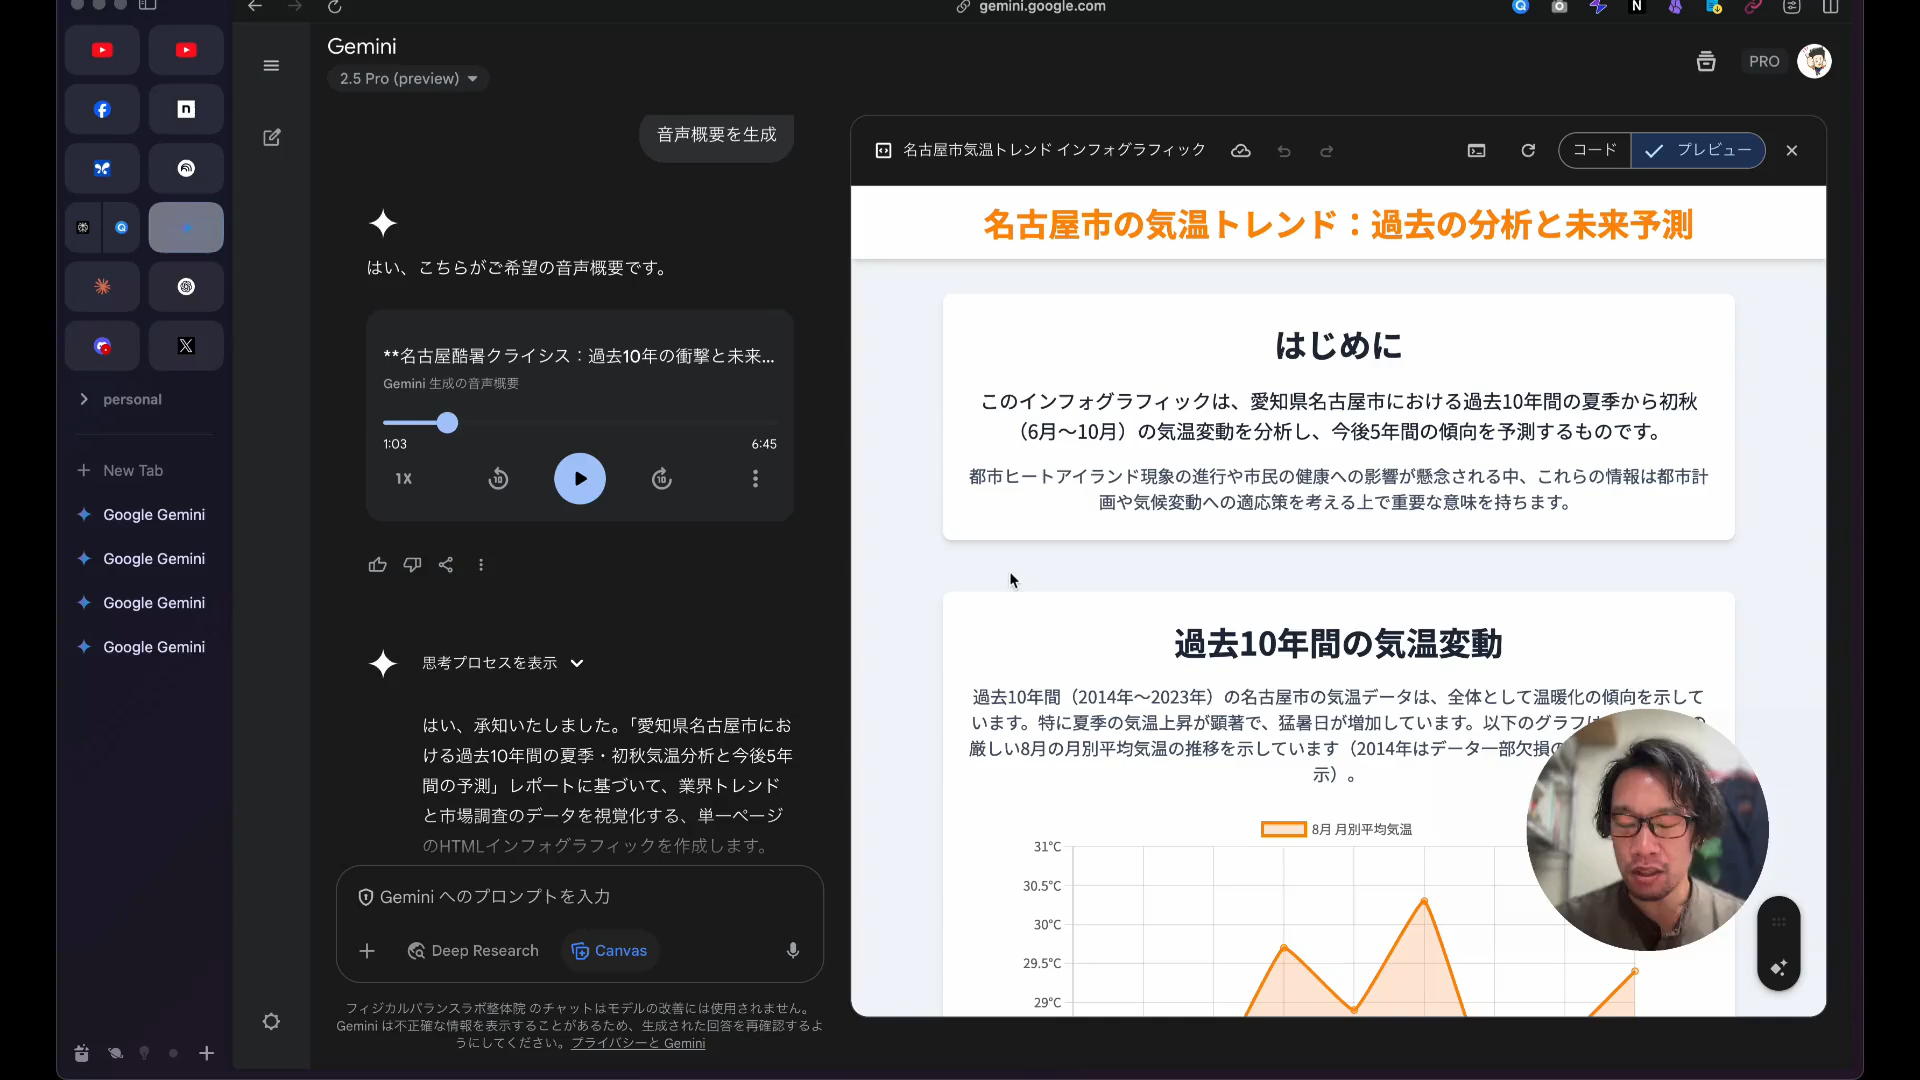 gemini.google.com
Gemini
2.5 Pro (preview)
PRO
personal
New Tab
Google Gemini
Google Gemini
Google Gemini
Google Gemini
音声概要を生成
はい、こちらがご希望の音声概要です。
**名古屋酷暑クライシス：過去10年の衝撃と未来...
Gemini 生成の音声概要
1:03
6:45
1X
10
10
思考プロセスを表示
はい、承知いたしました。「愛知県名古屋市にお
ける過去10年間の夏季・初秋気温分析と今後5年
間の予測」レポートに基づいて、業界トレンド
と市場調査のデータを視覚化する、単一ページ
のHTMLインフォグラフィックを作成します。
Gemini へのプロンプトを入力
Deep Research
Canvas
フィジカルバランスラボ整体院 のチャットはモデルの改善には使用されません。
Gemini は不正確な情報を表示することがあるため、生成された回答を再確認するよ
うにしてください。プライバシーと Gemini
名古屋市気温トレンド インフォグラフィック
コード
プレビュー
名古屋市の気温トレンド：過去の分析と未来予測
はじめに
このインフォグラフィックは、愛知県名古屋市における過去10年間の夏季から初秋
（6月〜10月）の気温変動を分析し、今後5年間の傾向を予測するものです。
都市ヒートアイランド現象の進行や市民の健康への影響が懸念される中、これらの情報は都市計
画や気候変動への適応策を考える上で重要な意味を持ちます。
過去10年間の気温変動
過去10年間（2014年〜2023年）の名古屋市の気温データは、全体として温暖化の傾向を示して
います。特に夏季の気温上昇が顕著で、猛暑日が増加しています。以下のグラフは
厳しい8月の月別平均気温の推移を示しています（2014年はデータ一部欠損の
示）。
8月 月別平均気温
31°C
30.5°C
30°C
29.5°C
29°C